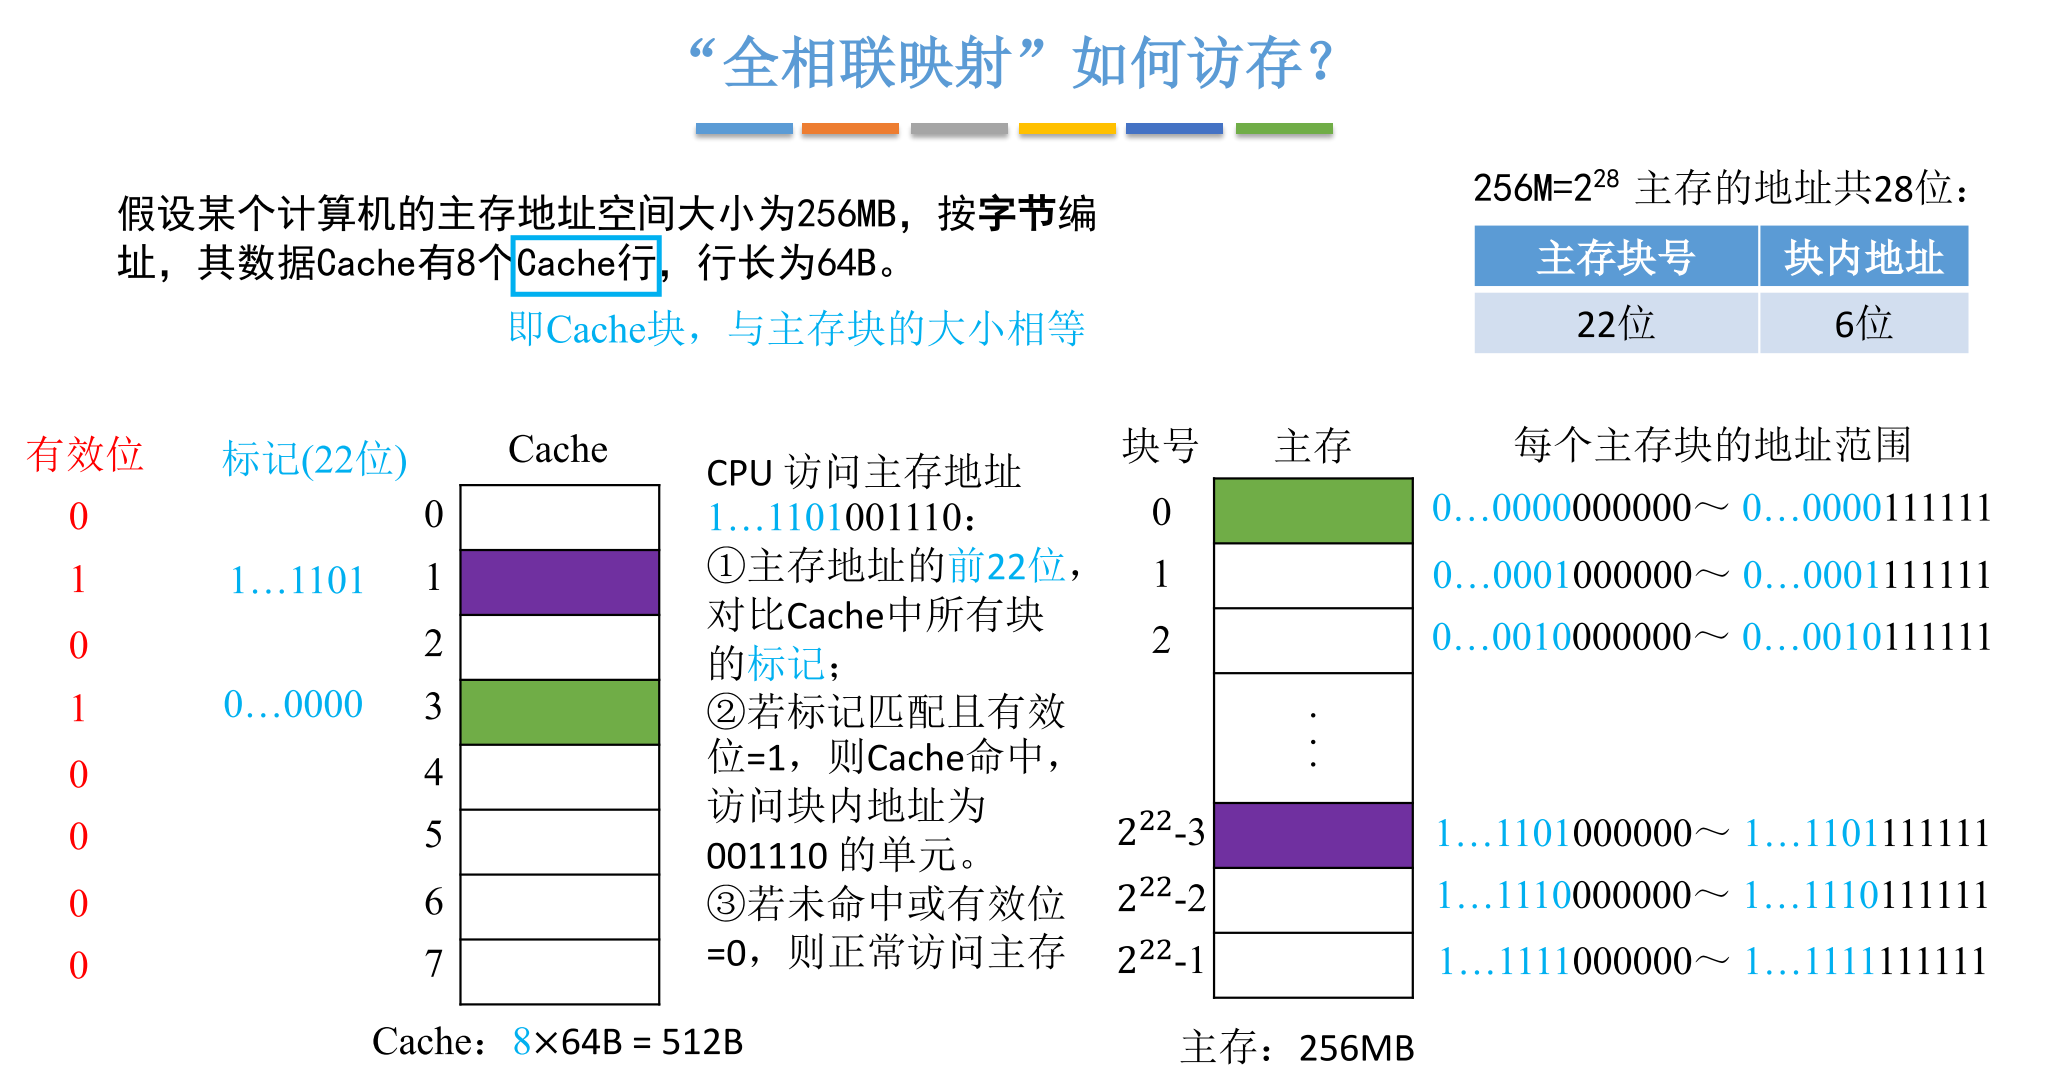 “全相联映射”如何访存？
假设某个计算机的主存地址空间大小为256MB，按字节编
址，其数据Cache有8个Cache行，行长为64B。
即Cache块，与主存块的大小相等
256M=2²⁸ 主存的地址共28位：
主存块号 块内地址
22位 6位
有效位 标记(22位) Cache
0 0
1 1…1101 1
0 2
1 0…0000 3
0 4
0 5
0 6
0 7
Cache：8×64B = 512B
CPU 访问主存地址
1…1101001110：
①主存地址的前22位，
对比Cache中所有块
的标记；
②若标记匹配且有效
位=1，则Cache命中，
访问块内地址为
001110 的单元。
③若未命中或有效位
=0，则正常访问主存
块号 主存 每个主存块的地址范围
0 0…0000000000～ 0…0000111111
1 0…0001000000～ 0…0001111111
2 0…0010000000～ 0…0010111111
⋮
2²²-3 1…1101000000～ 1…1101111111
2²²-2 1…1110000000～ 1…1110111111
2²²-1 1…1111000000～ 1…1111111111
主存：256MB